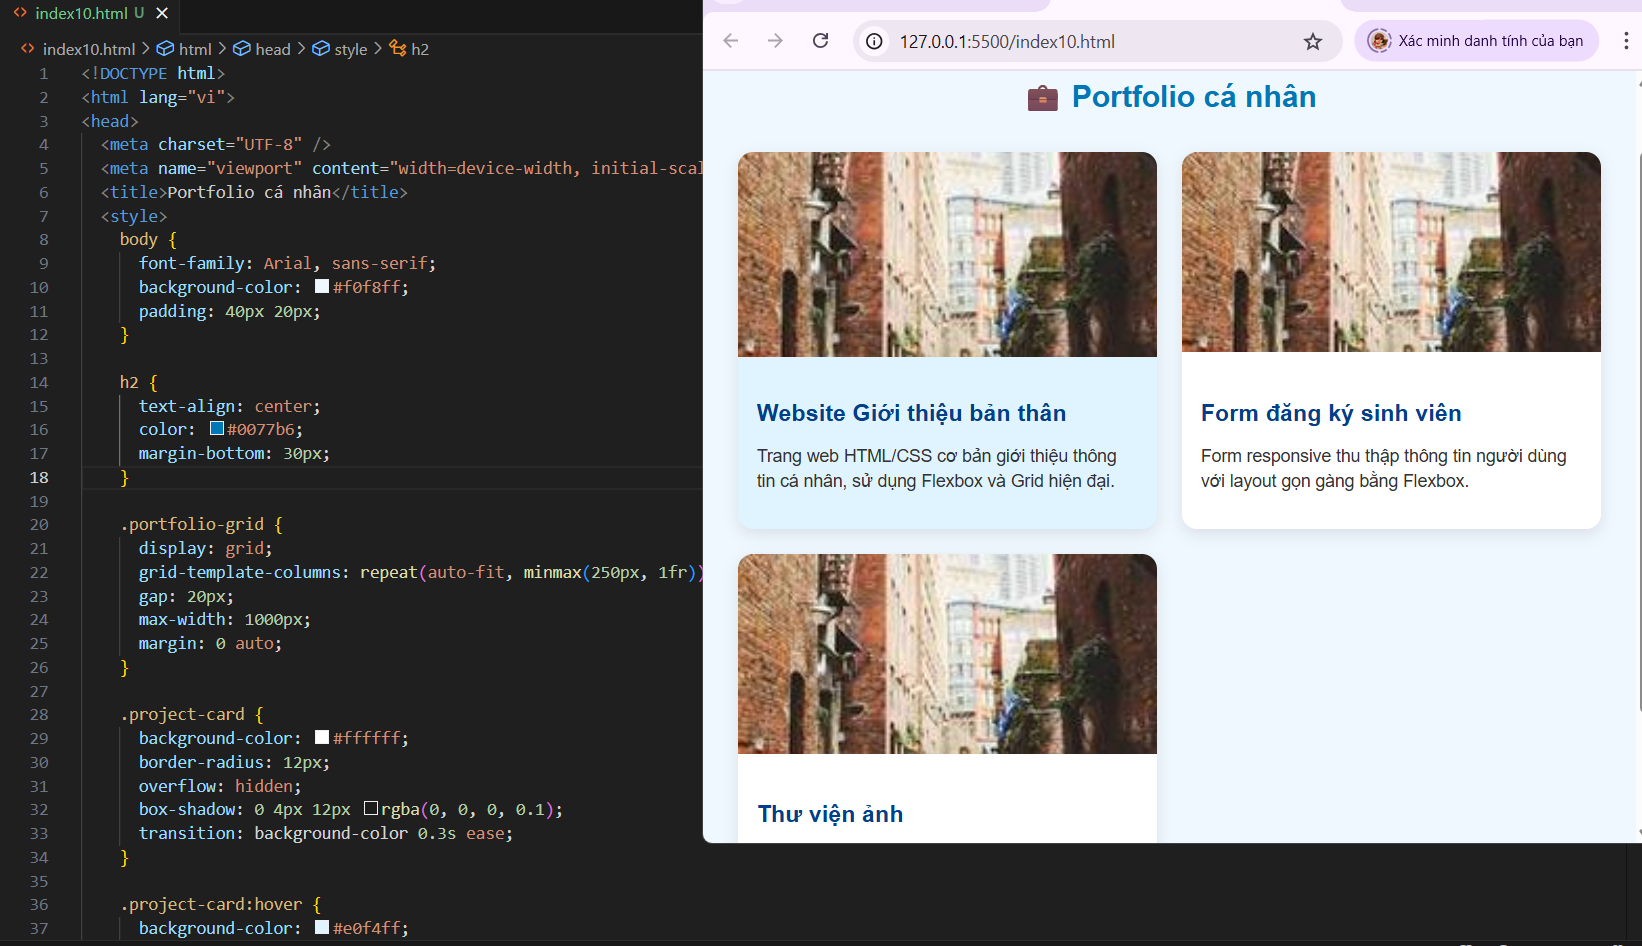 index10.html U
index10.html > html > head > style > h2
1 <!DOCTYPE html>
2 <html lang="vi">
3 <head>
4 <meta charset="UTF-8" />
5 <meta name="viewport" content="width=device-width, initial-scal
6 <title>Portfolio cá nhân</title>
7 <style>
8 body {
9 font-family: Arial, sans-serif;
10 background-color: #f0f8ff;
11 padding: 40px 20px;
12 }
13
14 h2 {
15 text-align: center;
16 color: #0077b6;
17 margin-bottom: 30px;
18 }
19
20 .portfolio-grid {
21 display: grid;
22 grid-template-columns: repeat(auto-fit, minmax(250px, 1fr))
23 gap: 20px;
24 max-width: 1000px;
25 margin: 0 auto;
26 }
27
28 .project-card {
29 background-color: #ffffff;
30 border-radius: 12px;
31 overflow: hidden;
32 box-shadow: 0 4px 12px rgba(0, 0, 0, 0.1);
33 transition: background-color 0.3s ease;
34 }
35
36 .project-card:hover {
37 background-color: #e0f4ff;
127.0.0.1:5500/index10.html
Xác minh danh tính của bạn
Portfolio cá nhân
Website Giới thiệu bản thân
Trang web HTML/CSS cơ bản giới thiệu thông
tin cá nhân, sử dụng Flexbox và Grid hiện đại.
Form đăng ký sinh viên
Form responsive thu thập thông tin người dùng
với layout gọn gàng bằng Flexbox.
Thư viện ảnh